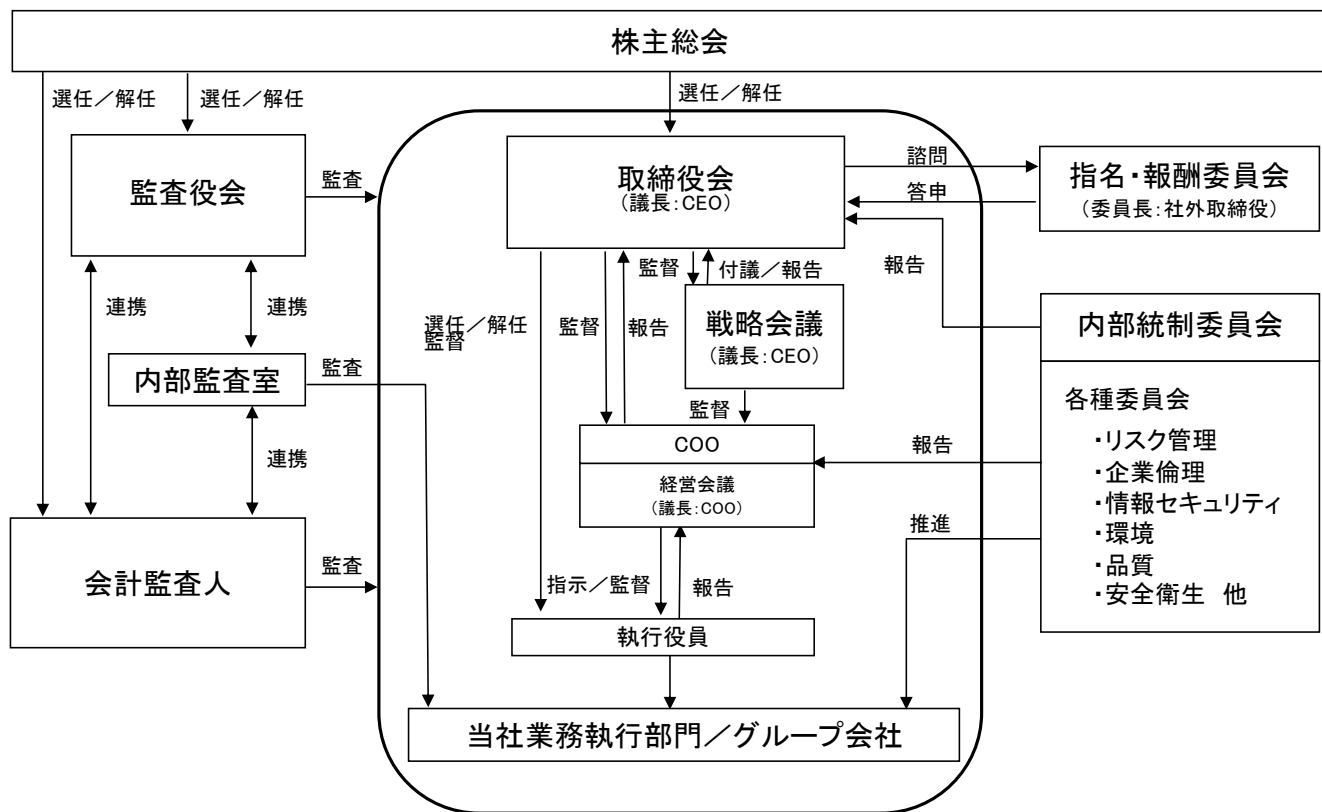 株主総会
選任／解任
選任／解任
選任／解任
監査役会
監査
取締役会
（議長：CEO）
諮問
答申
指名・報酬委員会
（委員長：社外取締役）
報告
連携
連携
選任／解任
監督
監督
報告
監督
付議／報告
戦略会議
（議長：CEO）
内部統制委員会
内部監査室
監査
監督
各種委員会
・リスク管理
・企業倫理
・情報セキュリティ
・環境
・品質
・安全衛生 他
COO
経営会議
（議長：COO）
報告
連携
推進
会計監査人
監査
指示／監督
報告
執行役員
当社業務執行部門／グループ会社